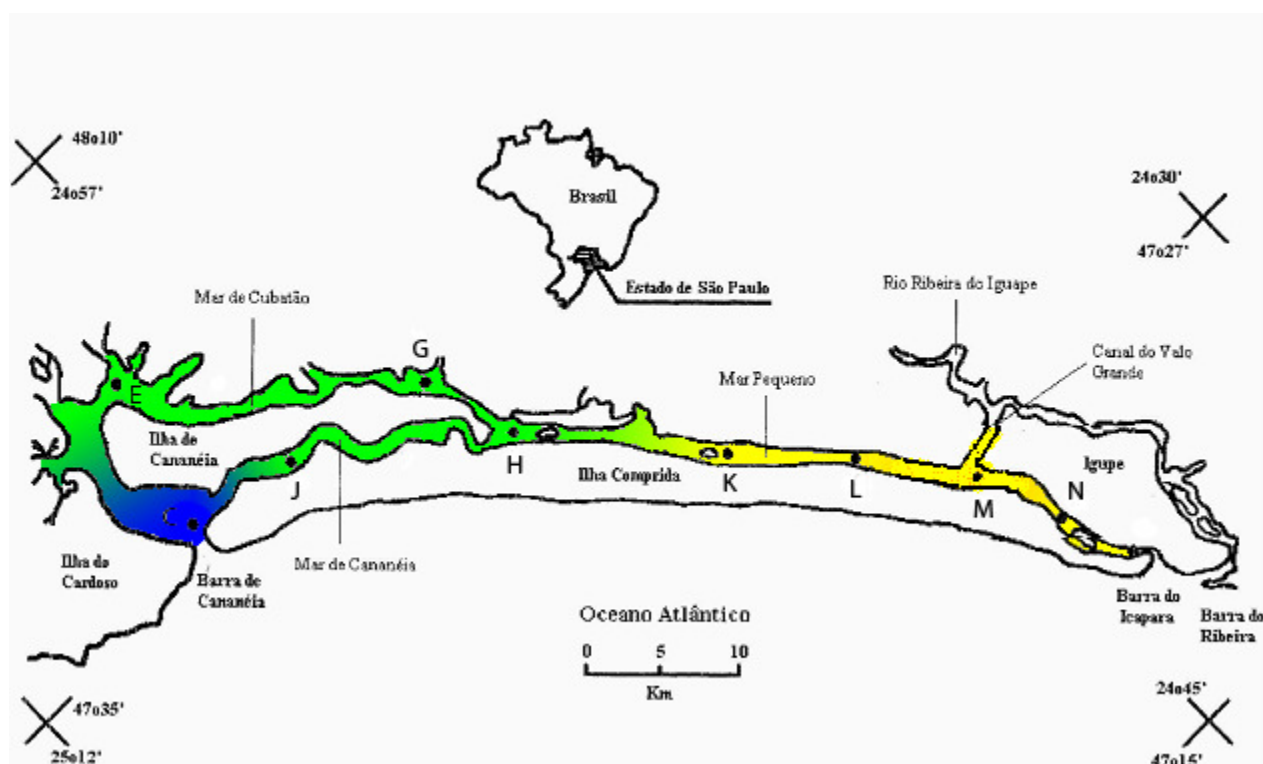 48o10'
24o57'
24o30'
47o27'
Brasil
Estado de São Paulo
Rio Ribeira do Iguape
Mar de Cubatão
Canal do Valo
Grande
G
E
Mar Pequeno
Ilha de
Cananéia
J
H
Ilha Comprida
K
L
M
N
Igupe
Ilha do
Cardoso
Barra de
Cananéia
Mar de Cananéia
Oceano Atlântico
0 5 10
Km
Barra do
Icapara
Barra do
Ribeira
47o35'
25o12'
24o45'
47o15'